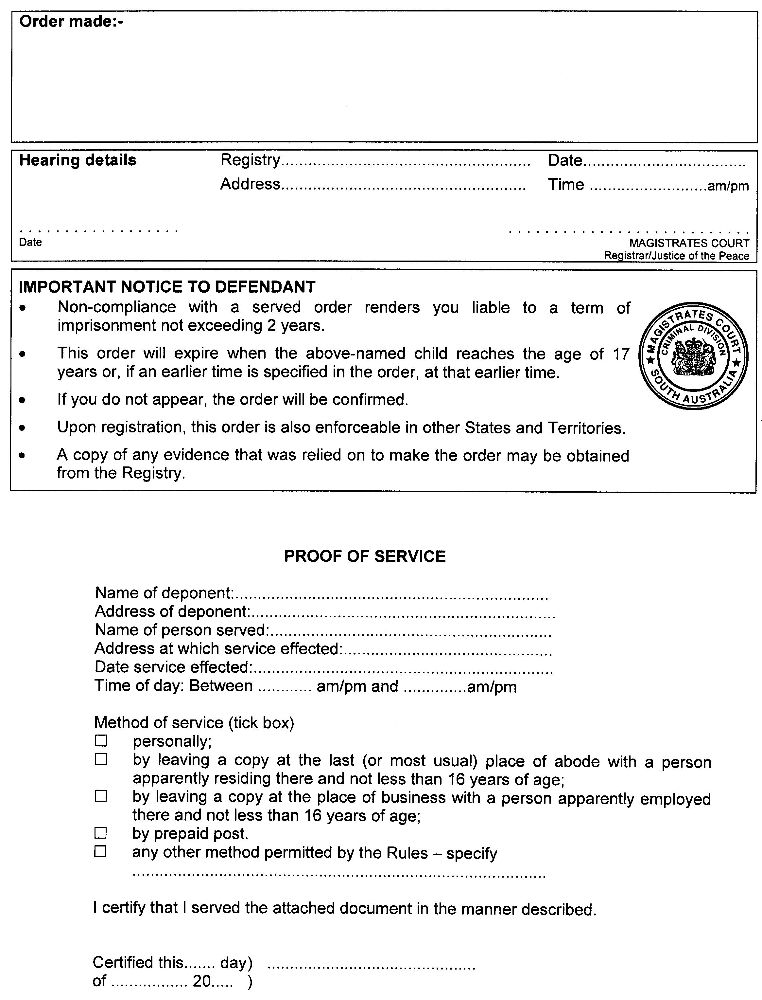 Order made:-
Hearing details Registry...................................................... Date...................................
Address..................................................... Time .........................am/pm
. . . . . . . . . . . . . . . . . . . . . . . . . . . . . . . . . . . . . . . .
Date MAGISTRATES COURT
Registrar/Justice of the Peace
IMPORTANT NOTICE TO DEFENDANT
• Non-compliance with a served order renders you liable to a term of
imprisonment not exceeding 2 years.
• This order will expire when the above-named child reaches the age of 17
years or, if an earlier time is specified in the order, at that earlier time.
• If you do not appear, the order will be confirmed.
• Upon registration, this order is also enforceable in other States and Territories.
• A copy of any evidence that was relied on to make the order may be obtained
from the Registry.
★ MAGISTRATES COURT ★
SOUTH AUSTRALIA
CRIMINAL DIVISION
PROOF OF SERVICE
Name of deponent:....................................................................
Address of deponent:..................................................................
Name of person served:.............................................................
Address at which service effected:.............................................
Date service effected:.................................................................
Time of day: Between ............ am/pm and ..............am/pm
Method of service (tick box)
☐ personally;
☐ by leaving a copy at the last (or most usual) place of abode with a person
apparently residing there and not less than 16 years of age;
☐ by leaving a copy at the place of business with a person apparently employed
there and not less than 16 years of age;
☐ by prepaid post.
☐ any other method permitted by the Rules – specify
..........................................................................................
I certify that I served the attached document in the manner described.
Certified this....... day) .............................................
of ................. 20..... )